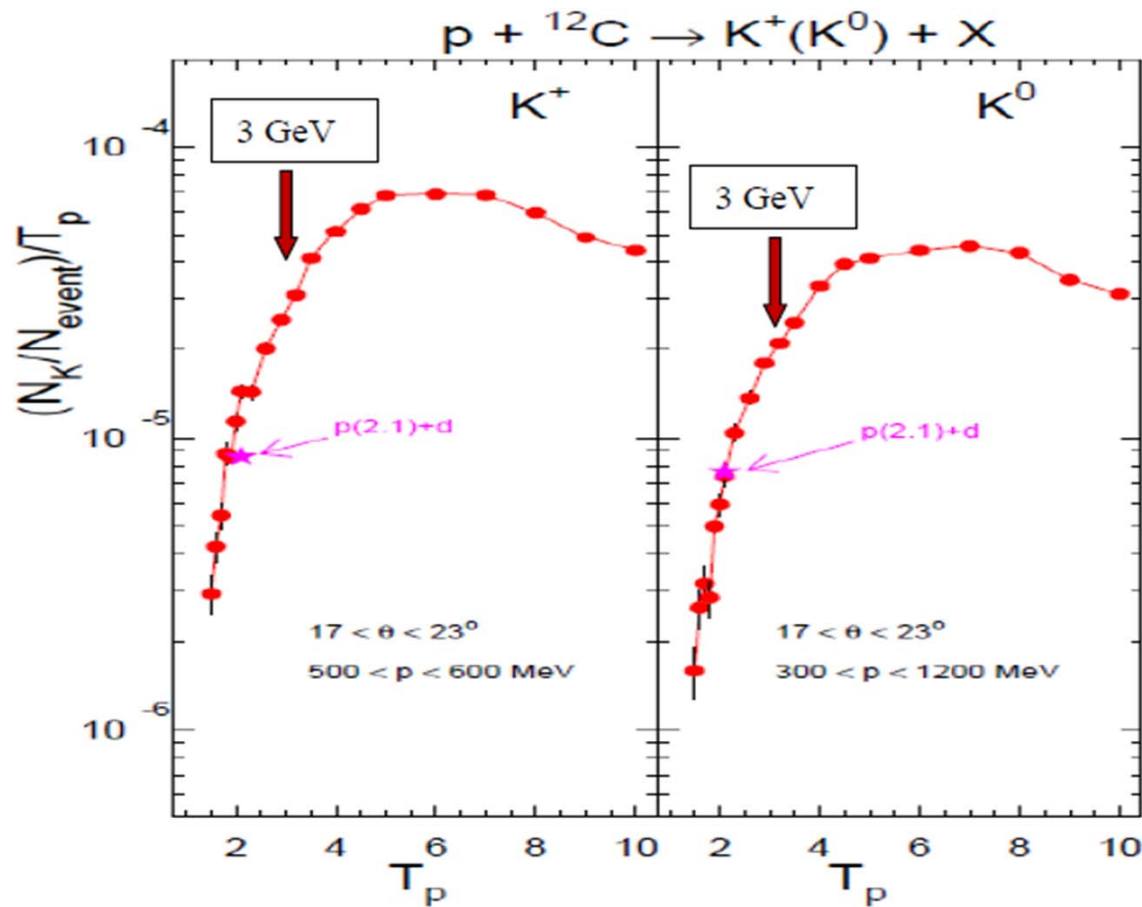 p + ¹²C → K⁺(K⁰) + X
K⁺
3 GeV
K⁰
3 GeV
(N_K/N_event)/T_p
10⁻⁴
10⁻⁵
10⁻⁶
p(2.1)+d
p(2.1)+d
17 < θ < 23°
500 < p < 600 MeV
17 < θ < 23°
300 < p < 1200 MeV
2 4 6 8 10
2 4 6 8 10
T_p
T_p